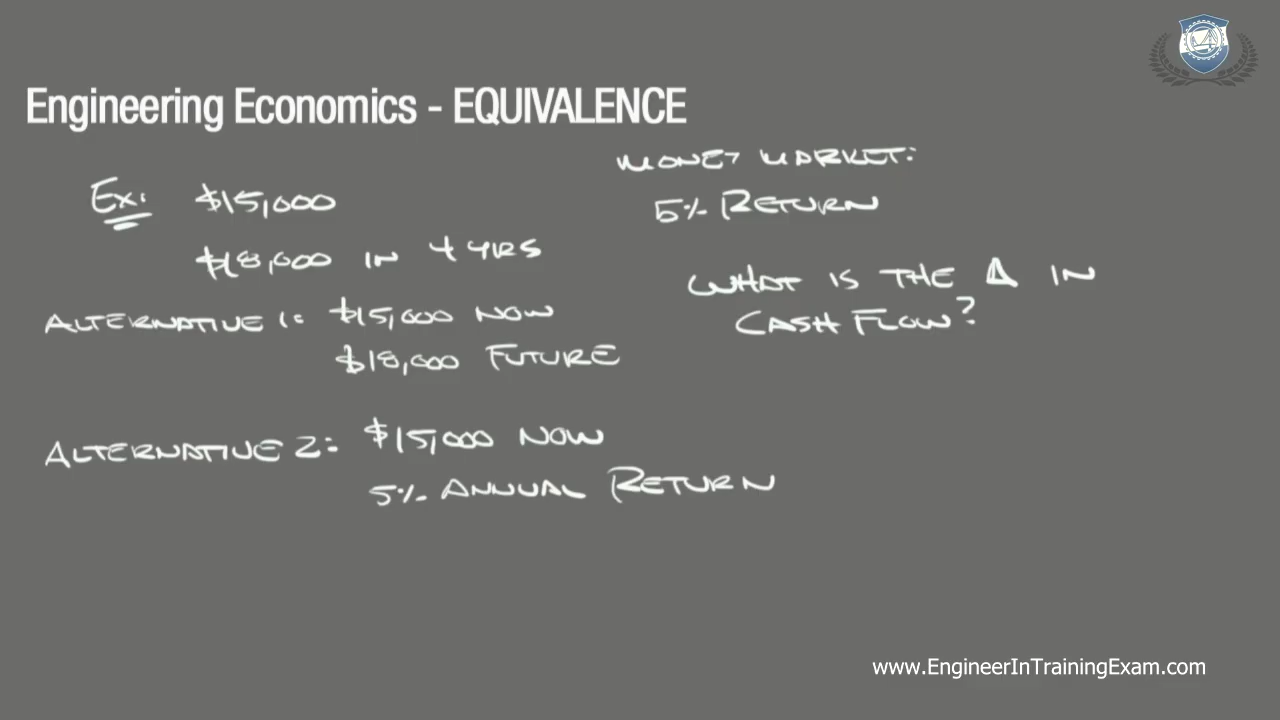 Engineering Economics - EQUIVALENCE
MONEY MARKET:
Ex: $15,000
5% RETURN
$18,000 IN 4 YRS
WHAT IS THE Δ IN
CASH FLOW?
ALTERNATIVE 1: $15,000 NOW
$18,000 FUTURE
ALTERNATIVE 2: $15,000 NOW
5% ANNUAL RETURN
www.EngineerInTrainingExam.com